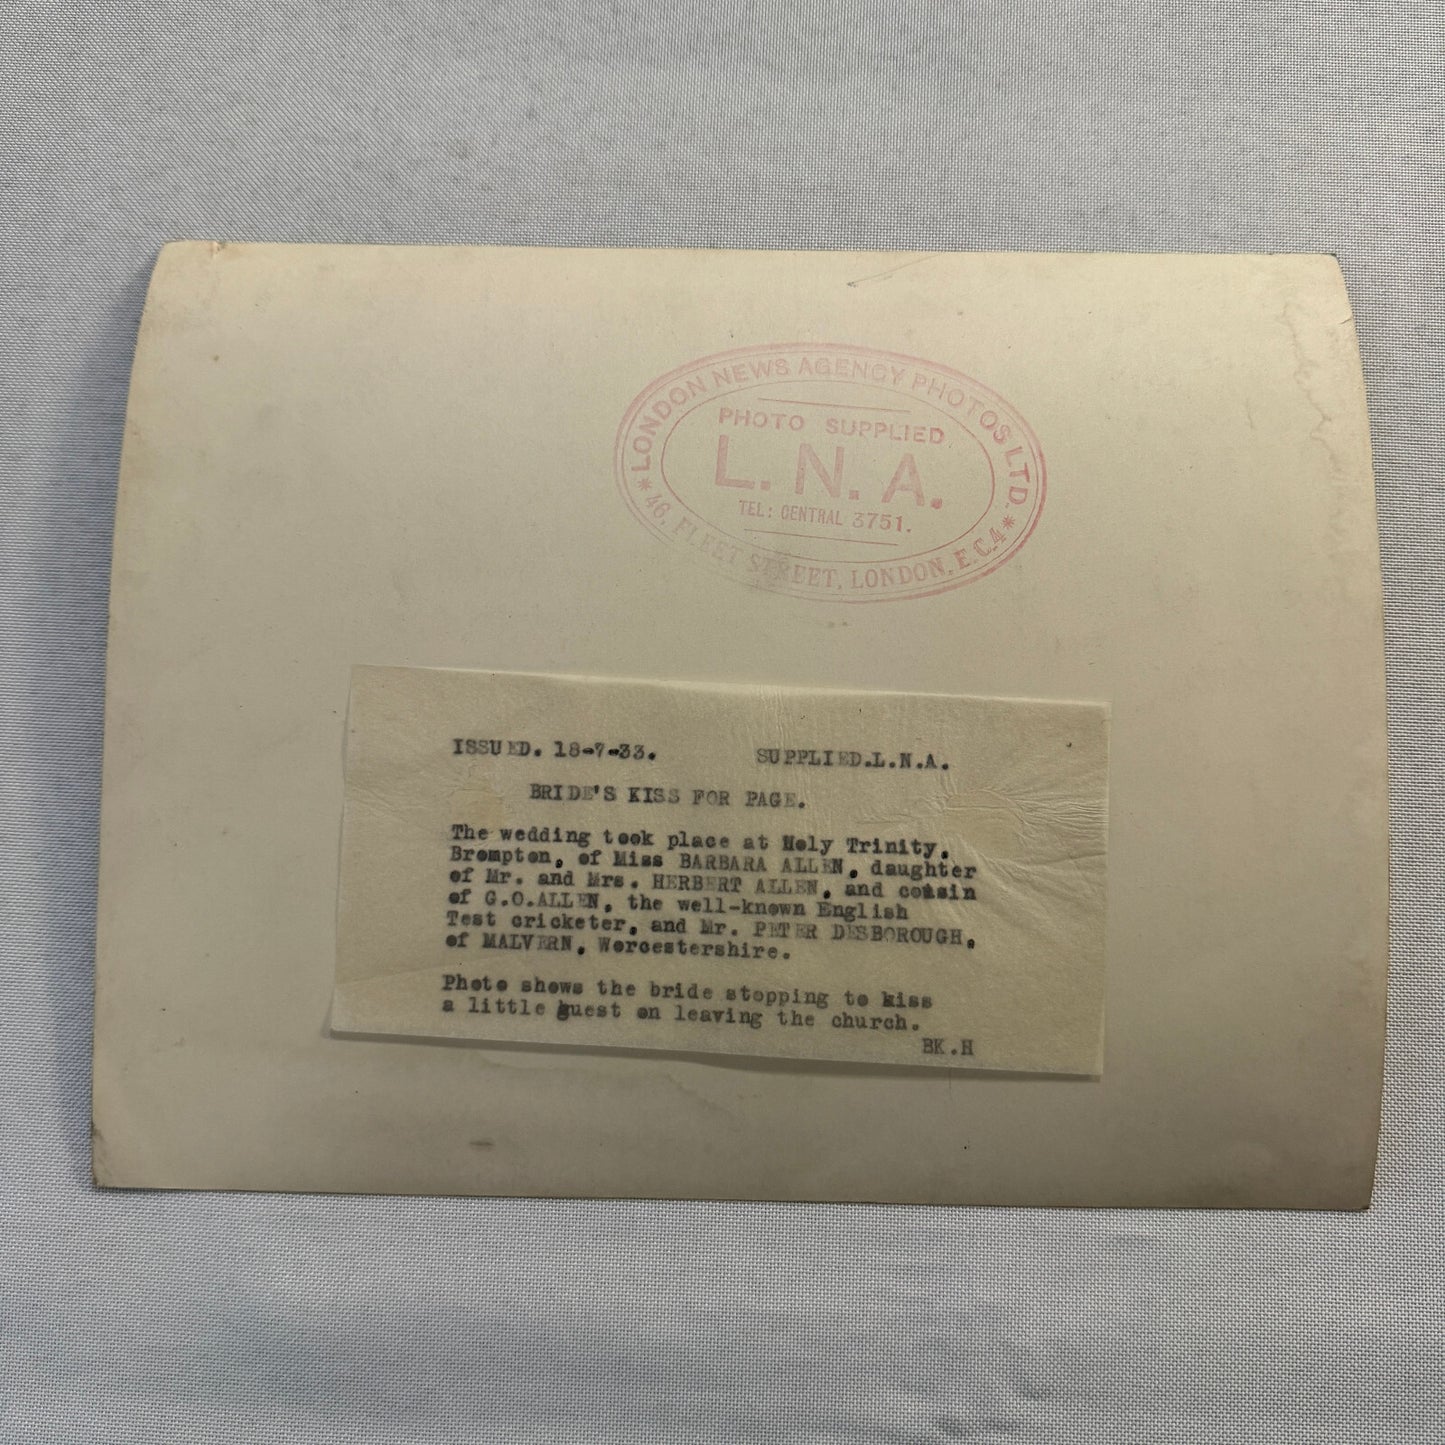 * LONDON NEWS AGENCY PHOTOS LTD. *
PHOTO SUPPLIED
L. N. A.
TEL: CENTRAL 3751.
46, FLEET STREET, LONDON, E.C.4
ISSUED. 18-7-33. SUPPLIED.L.N.A.
BRIDE'S KISS FOR PAGE.
The wedding took place at Holy Trinity,
Brompton, of Miss BARBARA ALLEN, daughter
of Mr. and Mrs. HERBERT ALLEN, and cousin
of G.O.ALLEN, the well-known English
Test cricketer, and Mr. PETER DESBOROUGH,
of MALVERN, Worcestershire.
Photo shows the bride stopping to kiss
a little guest on leaving the church.
BK.H